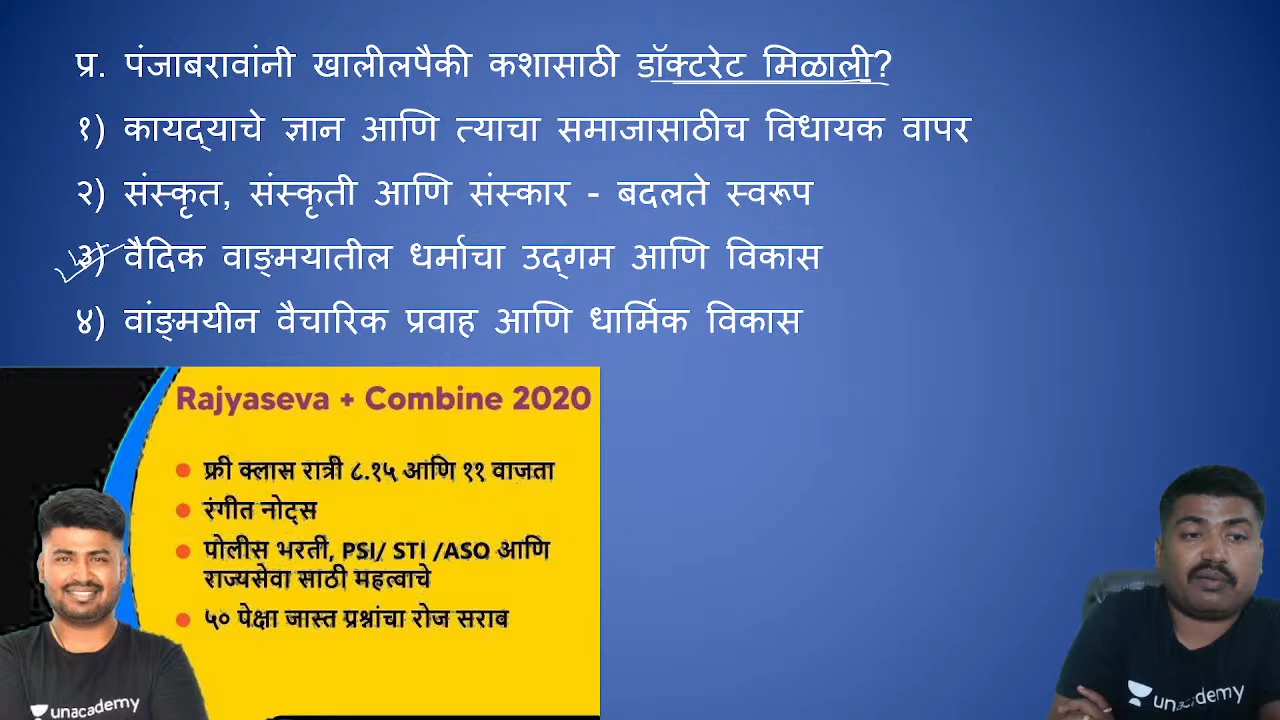 प्र. पंजाबरावांनी खालीलपैकी कशासाठी डॉक्टरेट मिळाली?
१) कायद्याचे ज्ञान आणि त्याचा समाजासाठीच विधायक वापर
२) संस्कृत, संस्कृती आणि संस्कार - बदलते स्वरूप
३) वैदिक वाङ्मयातील धर्माचा उद्गम आणि विकास
४) वांङ्मयीन वैचारिक प्रवाह आणि धार्मिक विकास
Rajyaseva + Combine 2020
फ्री क्लास रात्री ८.१५ आणि ११ वाजता
रंगीत नोट्स
पोलीस भरती, PSI/ STI /ASO आणि
राज्यसेवा साठी महत्वाचे
५० पेक्षा जास्त प्रश्नांचा रोज सराव
unacademy
unacademy